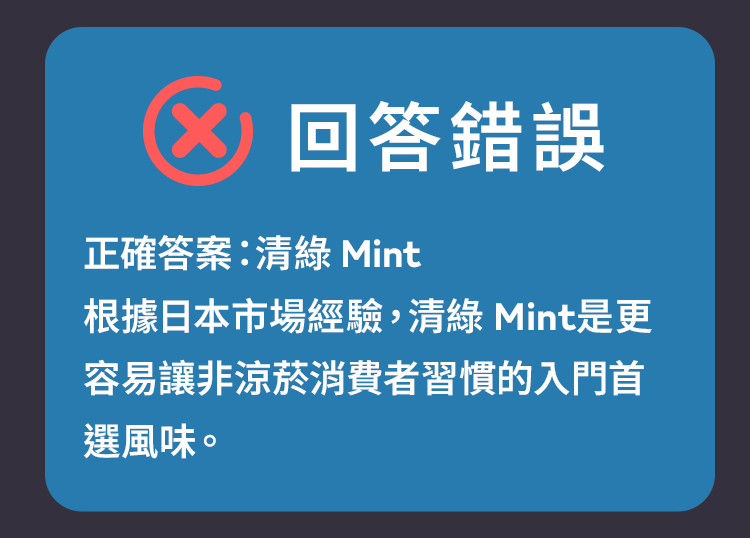 回答錯誤
正確答案：清綠 Mint
根據日本市場經驗，清綠 Mint是更
容易讓非涼菸消費者習慣的入門首
選風味。